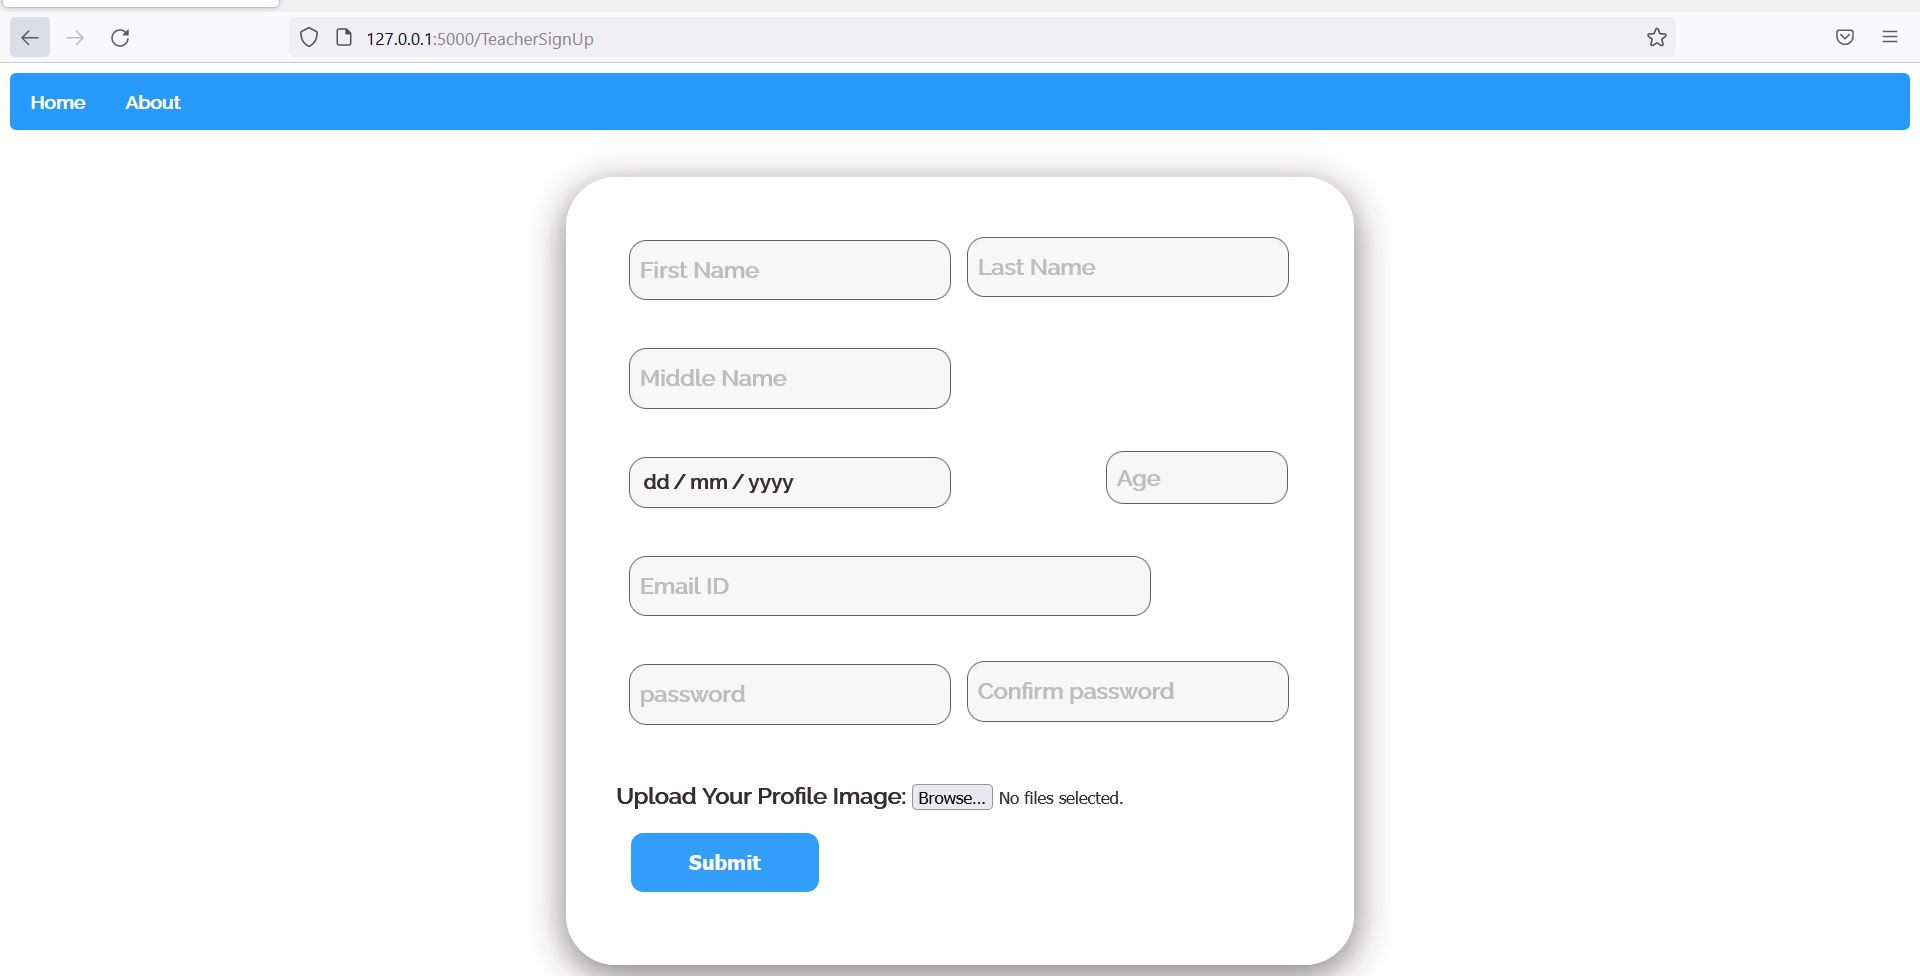 127.0.0.1:5000/TeacherSignUp
Home About
First Name Last Name
Middle Name
dd / mm / yyyy Age
Email ID
password Confirm password
Upload Your Profile Image: Browse... No files selected.
Submit